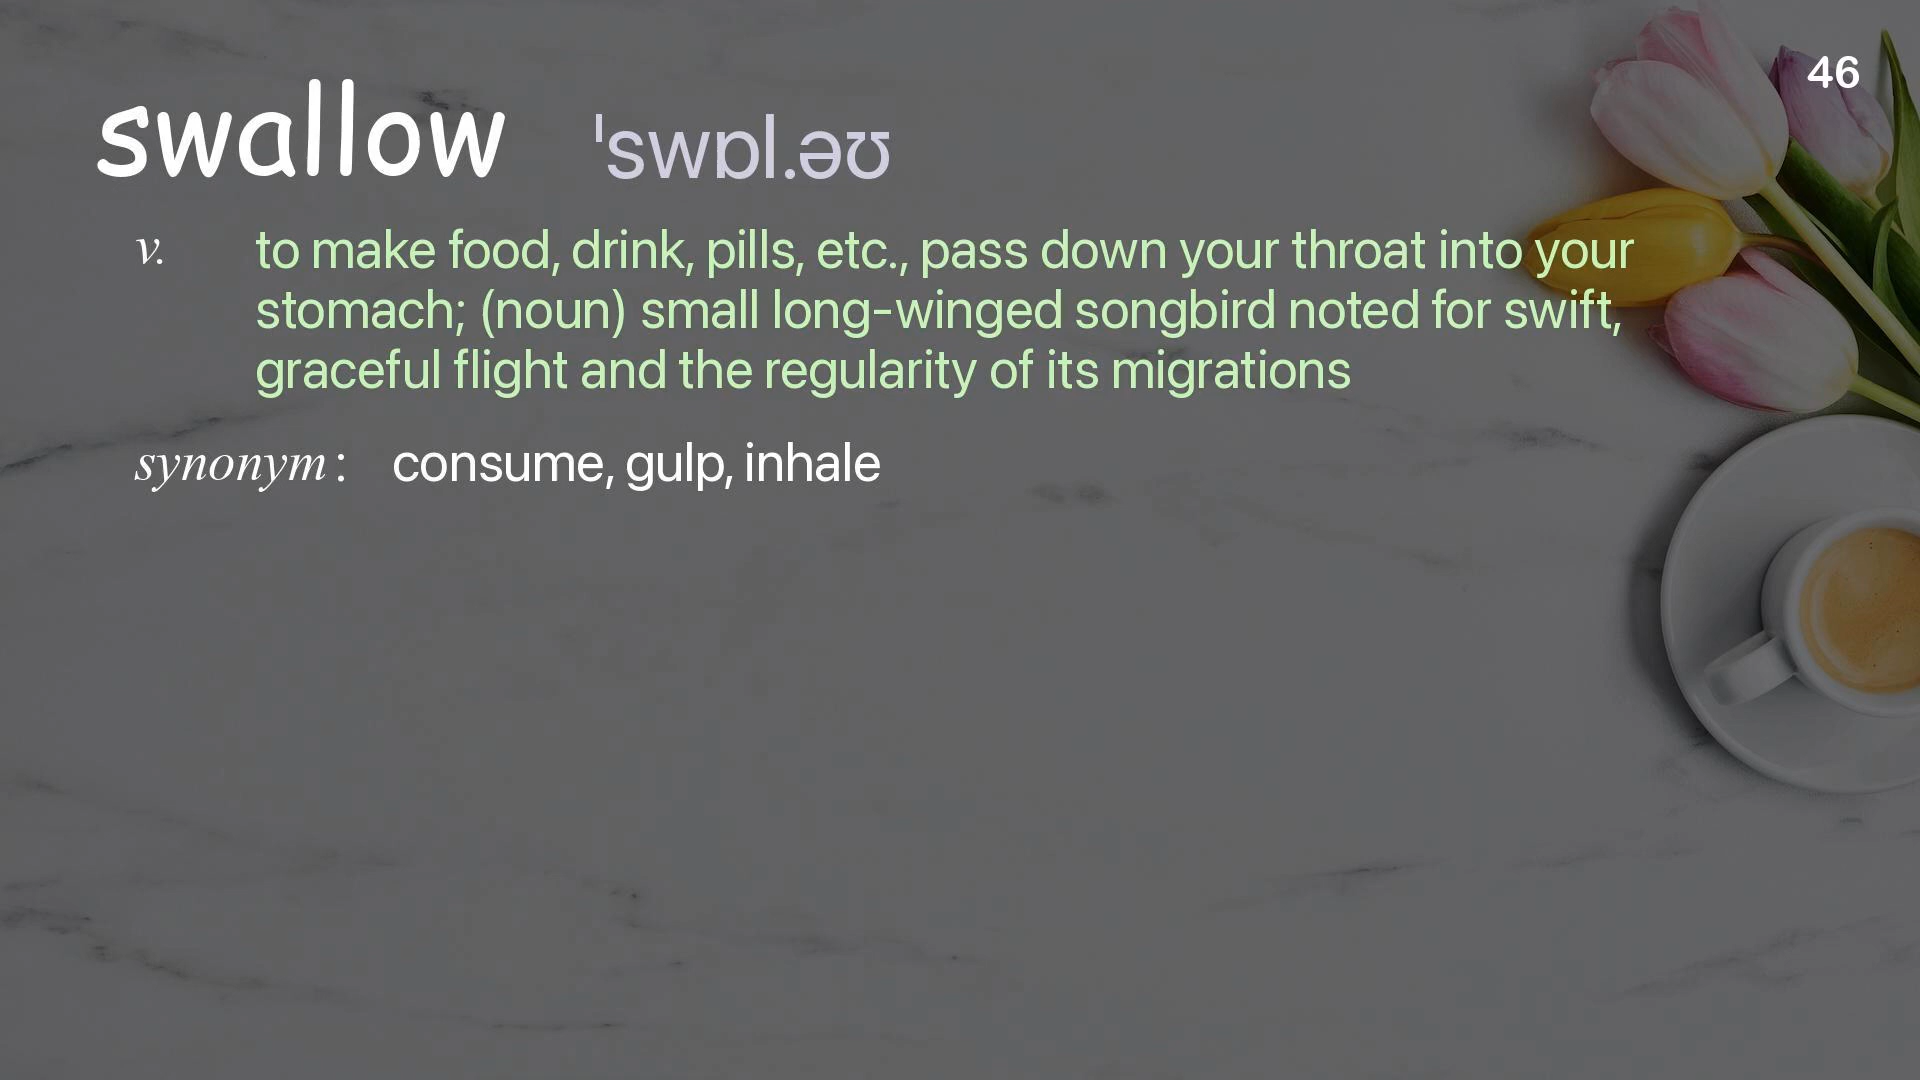 46
swallow ˈswɒl.əʊ
v. to make food, drink, pills, etc., pass down your throat into your
stomach; (noun) small long-winged songbird noted for swift,
graceful flight and the regularity of its migrations
synonym: consume, gulp, inhale